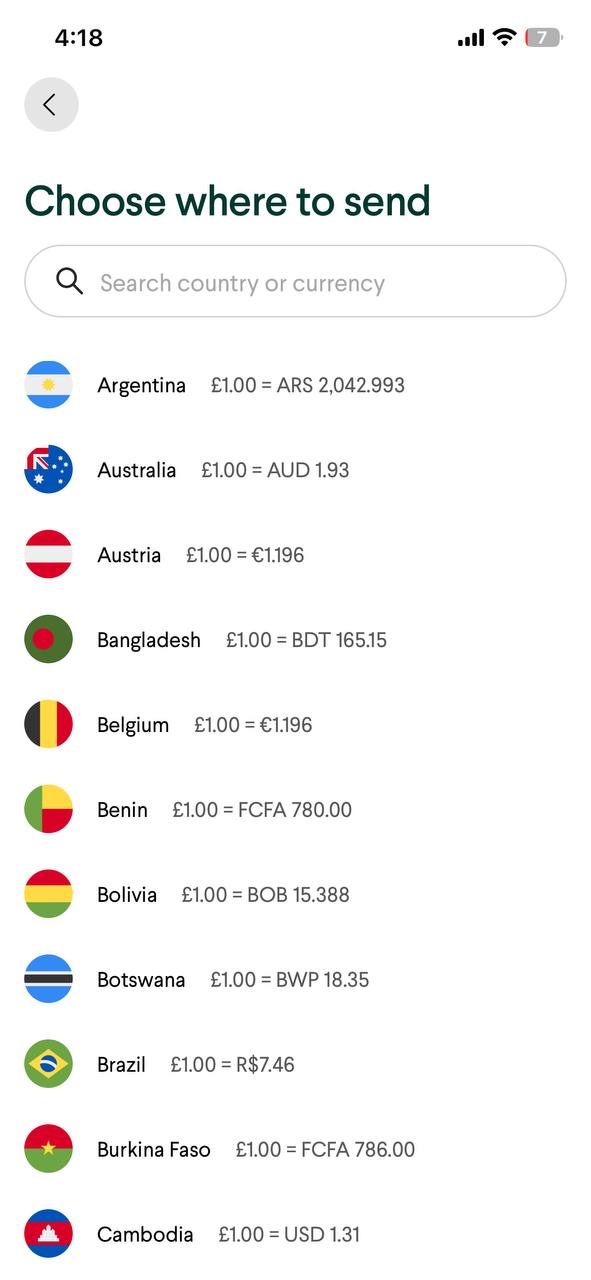 4:18
7
Choose where to send
Search country or currency
Argentina £1.00 = ARS 2,042.993
Australia £1.00 = AUD 1.93
Austria £1.00 = €1.196
Bangladesh £1.00 = BDT 165.15
Belgium £1.00 = €1.196
Benin £1.00 = FCFA 780.00
Bolivia £1.00 = BOB 15.388
Botswana £1.00 = BWP 18.35
Brazil £1.00 = R$7.46
Burkina Faso £1.00 = FCFA 786.00
Cambodia £1.00 = USD 1.31